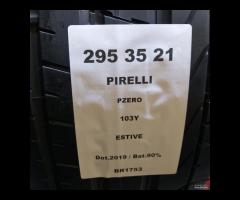 295 35 21
PIRELLI
PZERO
103Y
ESTIVE
Dot.2019 / Bat.90%
BR1753